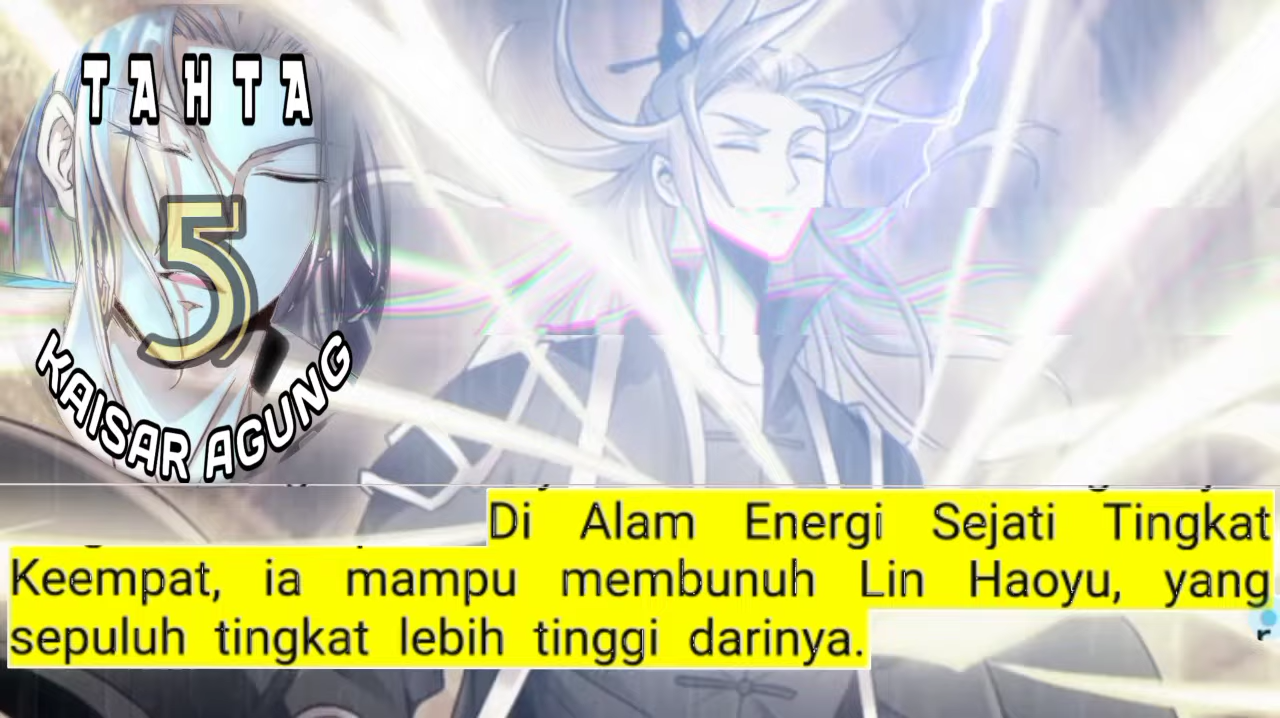 TAHTA
5
KAISAR AGUNG
Di Alam Energi Sejati Tingkat
Keempat, ia mampu membunuh Lin Haoyu, yang
sepuluh tingkat lebih tinggi darinya.
r